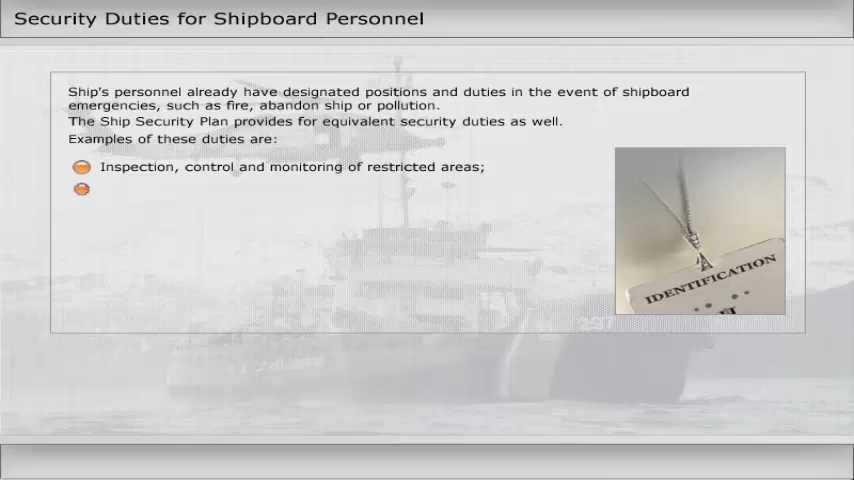 Security Duties for Shipboard Personnel
Ship's personnel already have designated positions and duties in the event of shipboard
emergencies, such as fire, abandon ship or pollution.
The Ship Security Plan provides for equivalent security duties as well.
Examples of these duties are:
Inspection, control and monitoring of restricted areas;
IDENTIFICATION
297